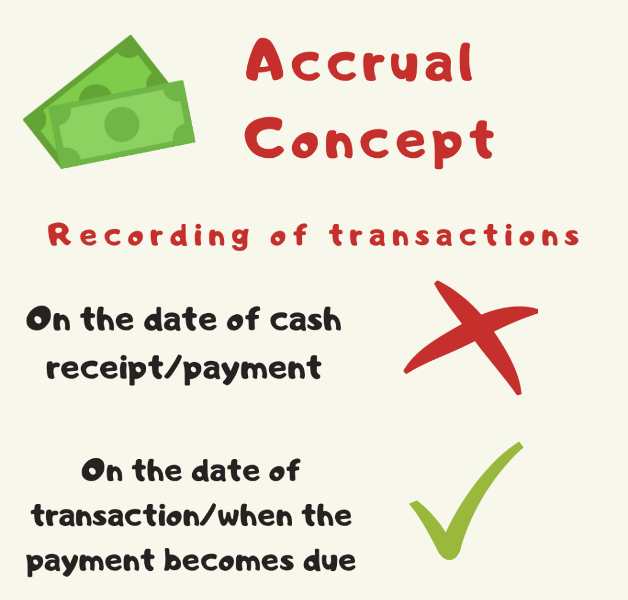 Accrual
Concept
Recording of transactions
On the date of cash
receipt/payment
On the date of
transaction/when the
payment becomes due